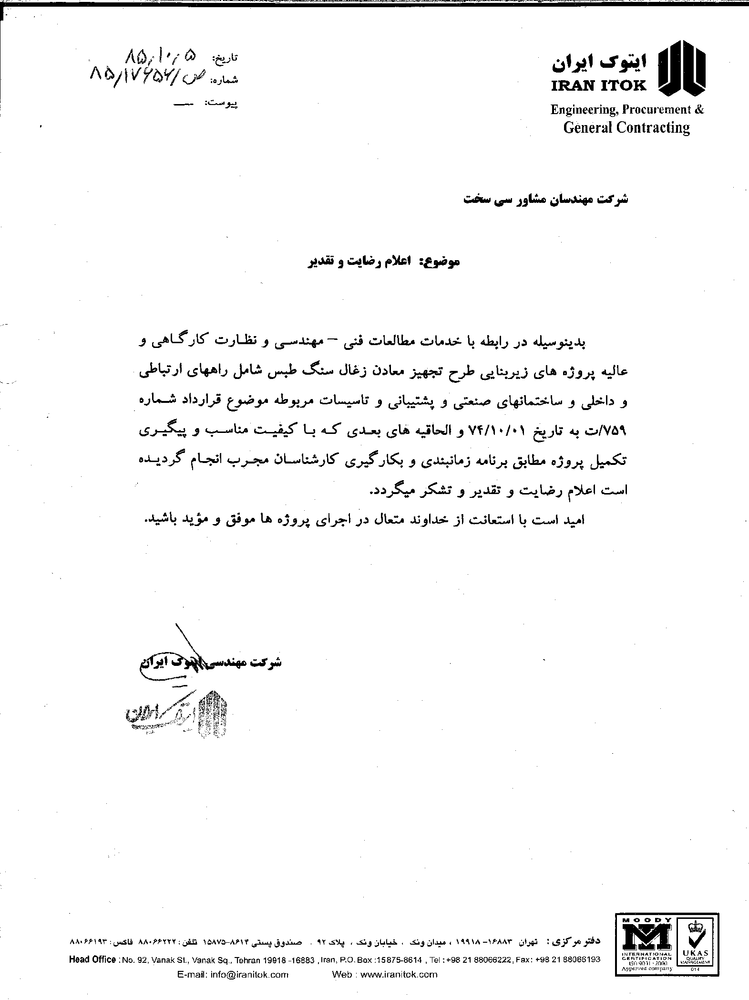 ایتوک ایران
IRAN ITOK
Engineering, Procurement &
General Contracting
تاریخ: ۸۵/۱۰/۵
شماره: ص/۸۵/۱۷۶۵۶
پیوست: —
شرکت مهندسان مشاور سی سخت
موضوع: اعلام رضایت و تقدیر
بدینوسیله در رابطه با خدمات مطالعات فنی – مهندسی و نظارت کارگاهی و
عالیه پروژه های زیربنایی طرح تجهیز معادن زغال سنگ طبس شامل راههای ارتباطی
و داخلی و ساختمانهای صنعتی و پشتیبانی و تاسیسات مربوطه موضوع قرارداد شماره
۷۵۹/ت به تاریخ ۷۴/۱۰/۰۱ و الحاقیه های بعدی که با کیفیت مناسب و پیگیری
تکمیل پروژه مطابق برنامه زمانبندی و بکارگیری کارشناسان مجرب انجام گردیده
است اعلام رضایت و تقدیر و تشکر میگردد.
امید است با استعانت از خداوند متعال در اجرای پروژه ها موفق و مؤید باشید.
شرکت مهندسی ایتوک ایران
ایتوک ایران
دفتر مرکزی : تهران ۱۶۸۸۳–۱۹۹۱۸ ، میدان ونک ، خیابان ونک ، پلاک ۹۲ ، صندوق پستی ۸۶۱۴–۱۵۸۷۵ تلفن : ۸۸۰۶۶۲۲۲ فاکس : ۸۸۰۶۶۱۹۳
Head Office : No. 92, Vanak St., Vanak Sq., Tehran 19918 -16883 , Iran, P.O. Box :15875-8614 , Tel : +98 21 88066222, Fax: +98 21 88066193
E-mail: info@iranitok.com Web : www.iranitok.com
MOODY
INTERNATIONAL
CERTIFICATION
ISO 9001 : 2000
Approved company
UKAS
QUALITY
MANAGEMENT
014